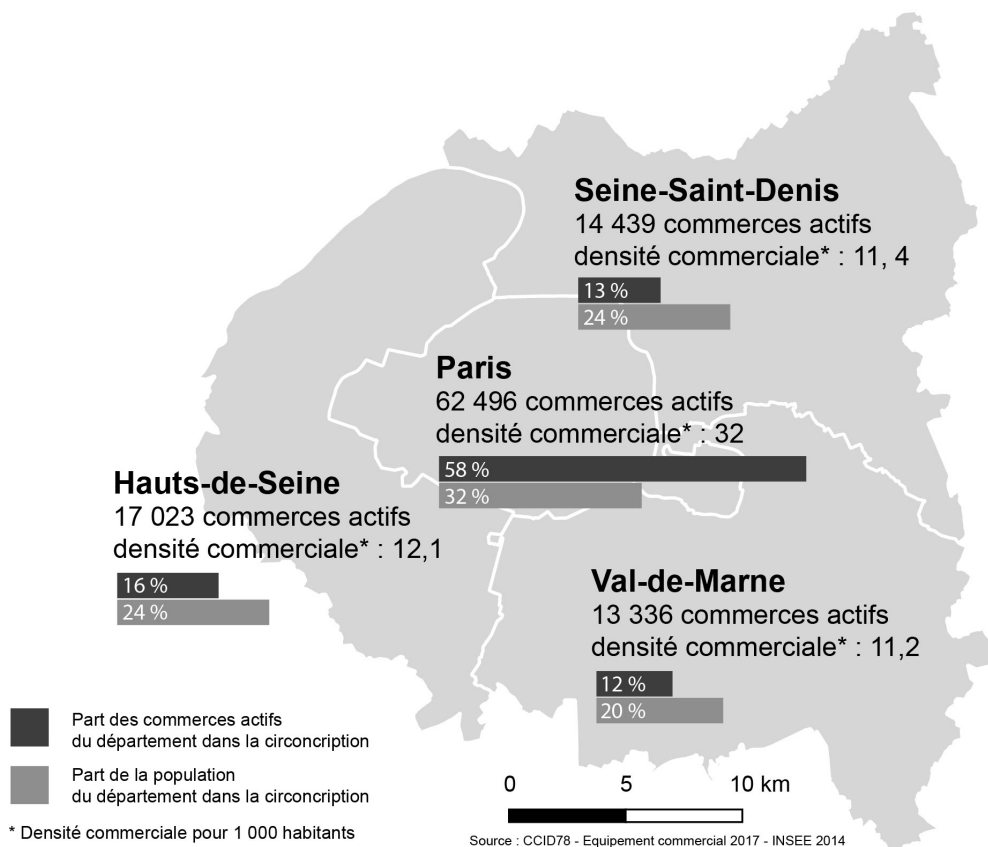 Seine-Saint-Denis
14 439 commerces actifs
densité commerciale* : 11, 4
13 %
24 %
Paris
62 496 commerces actifs
densité commerciale* : 32
58 %
32 %
Hauts-de-Seine
17 023 commerces actifs
densité commerciale* : 12,1
16 %
24 %
Val-de-Marne
13 336 commerces actifs
densité commerciale* : 11,2
12 %
20 %
Part des commerces actifs
du département dans la circoncription
Part de la population
du département dans la circoncription
* Densité commerciale pour 1 000 habitants
0 5 10 km
Source : CCID78 - Equipement commercial 2017 - INSEE 2014